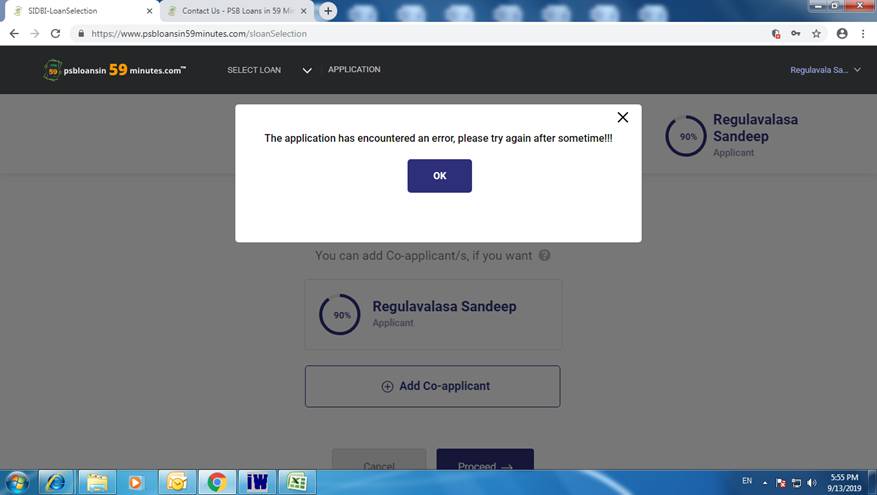 SIDBI-LoanSelection
Contact Us - PSB Loans in 59 Min
https://www.psbloansin59minutes.com/sloanSelection
59 psbloansin 59 minutes.com™
SELECT LOAN
APPLICATION
Regulavala Sa...
The application has encountered an error, please try again after sometime!!!
OK
90%
Regulavalasa
Sandeep
Applicant
You can add Co-applicant/s, if you want ?
90%
Regulavalasa Sandeep
Applicant
Add Co-applicant
Cancel
Proceed →
EN
5:55 PM
9/13/2019